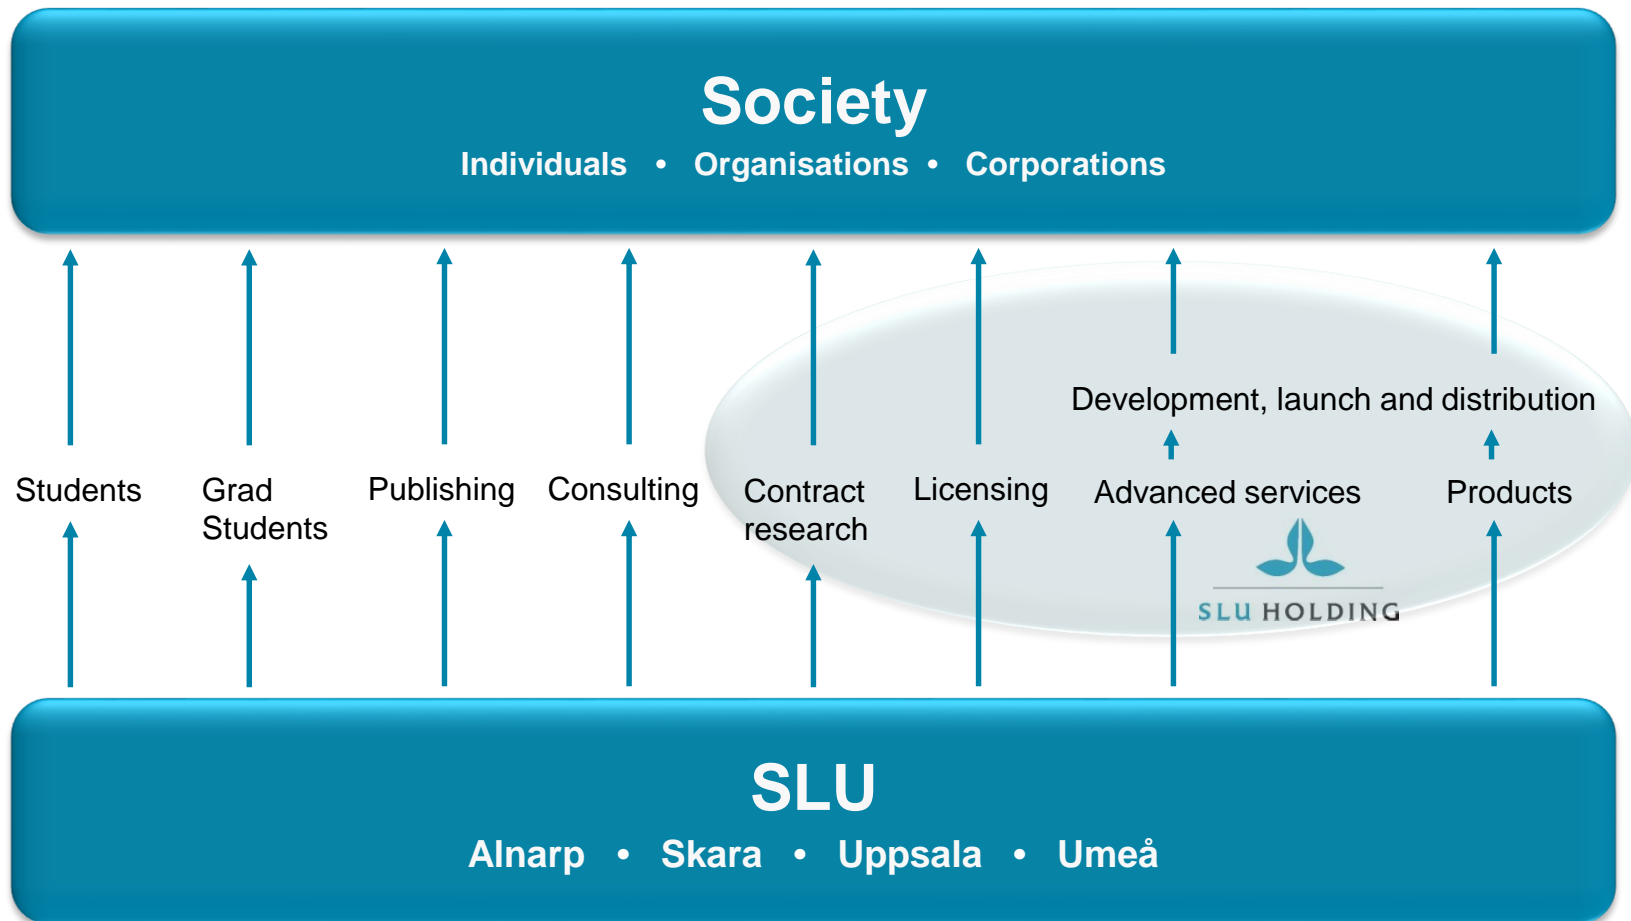 Society
Individuals • Organisations • Corporations
Development, launch and distribution
Students
Grad
Students
Publishing
Consulting
Contract
research
Licensing
Advanced services
Products
SLU HOLDING
SLU
Alnarp • Skara • Uppsala • Umeå